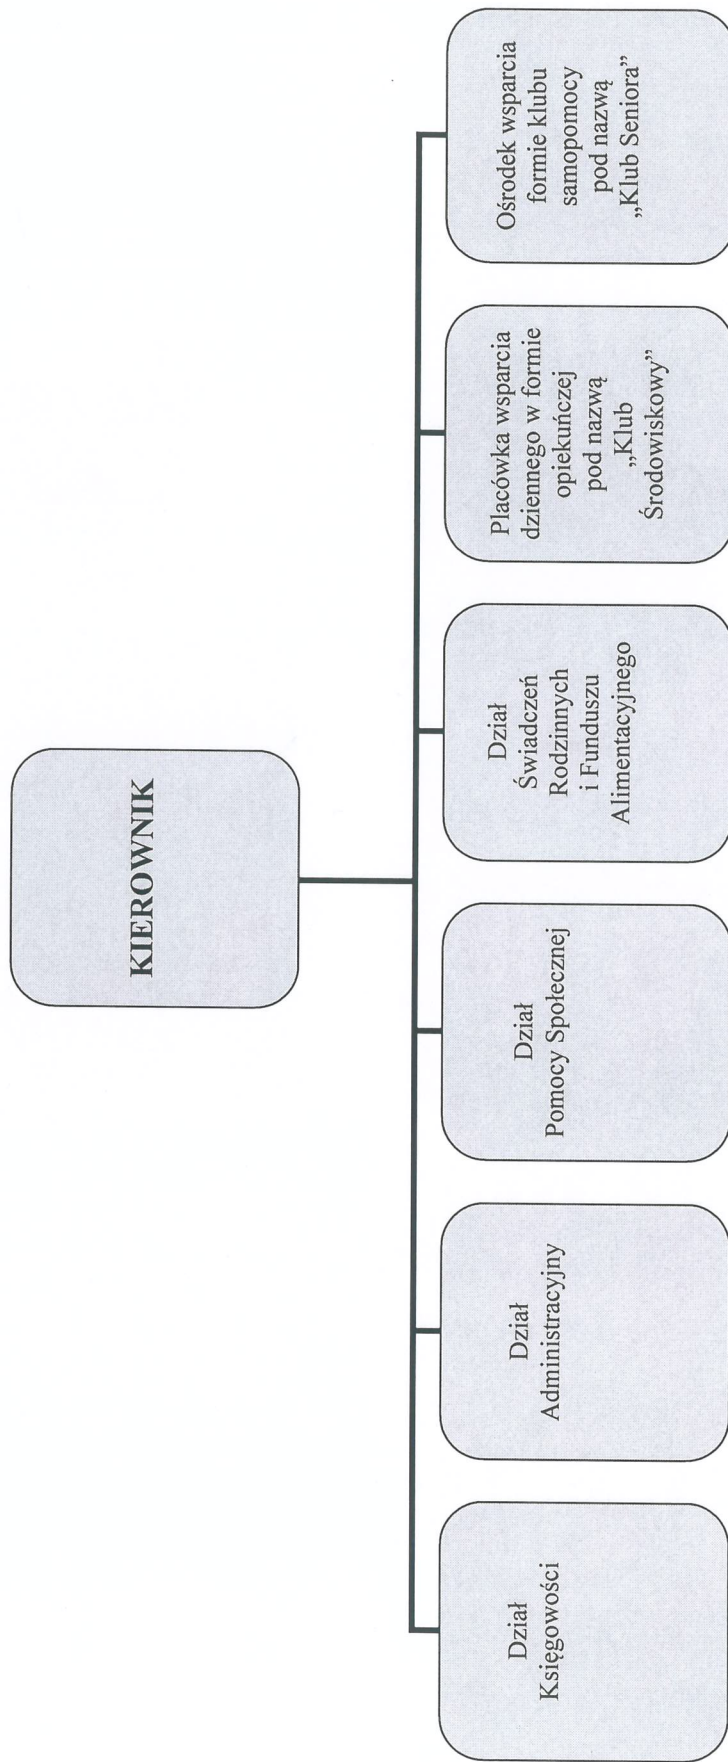 KIEROWNIK
Dział
Księgowości
Dział
Administracyjny
Dział
Pomocy Społecznej
Dział
Świadczeń
Rodzinnych
i Funduszu
Alimentacyjnego
Placówka wsparcia
dziennego w formie
opiekuńczej
pod nazwą
„Klub
Środowiskowy”
Ośrodek wsparcia
formie klubu
samopomocy
pod nazwą
„Klub Seniora”